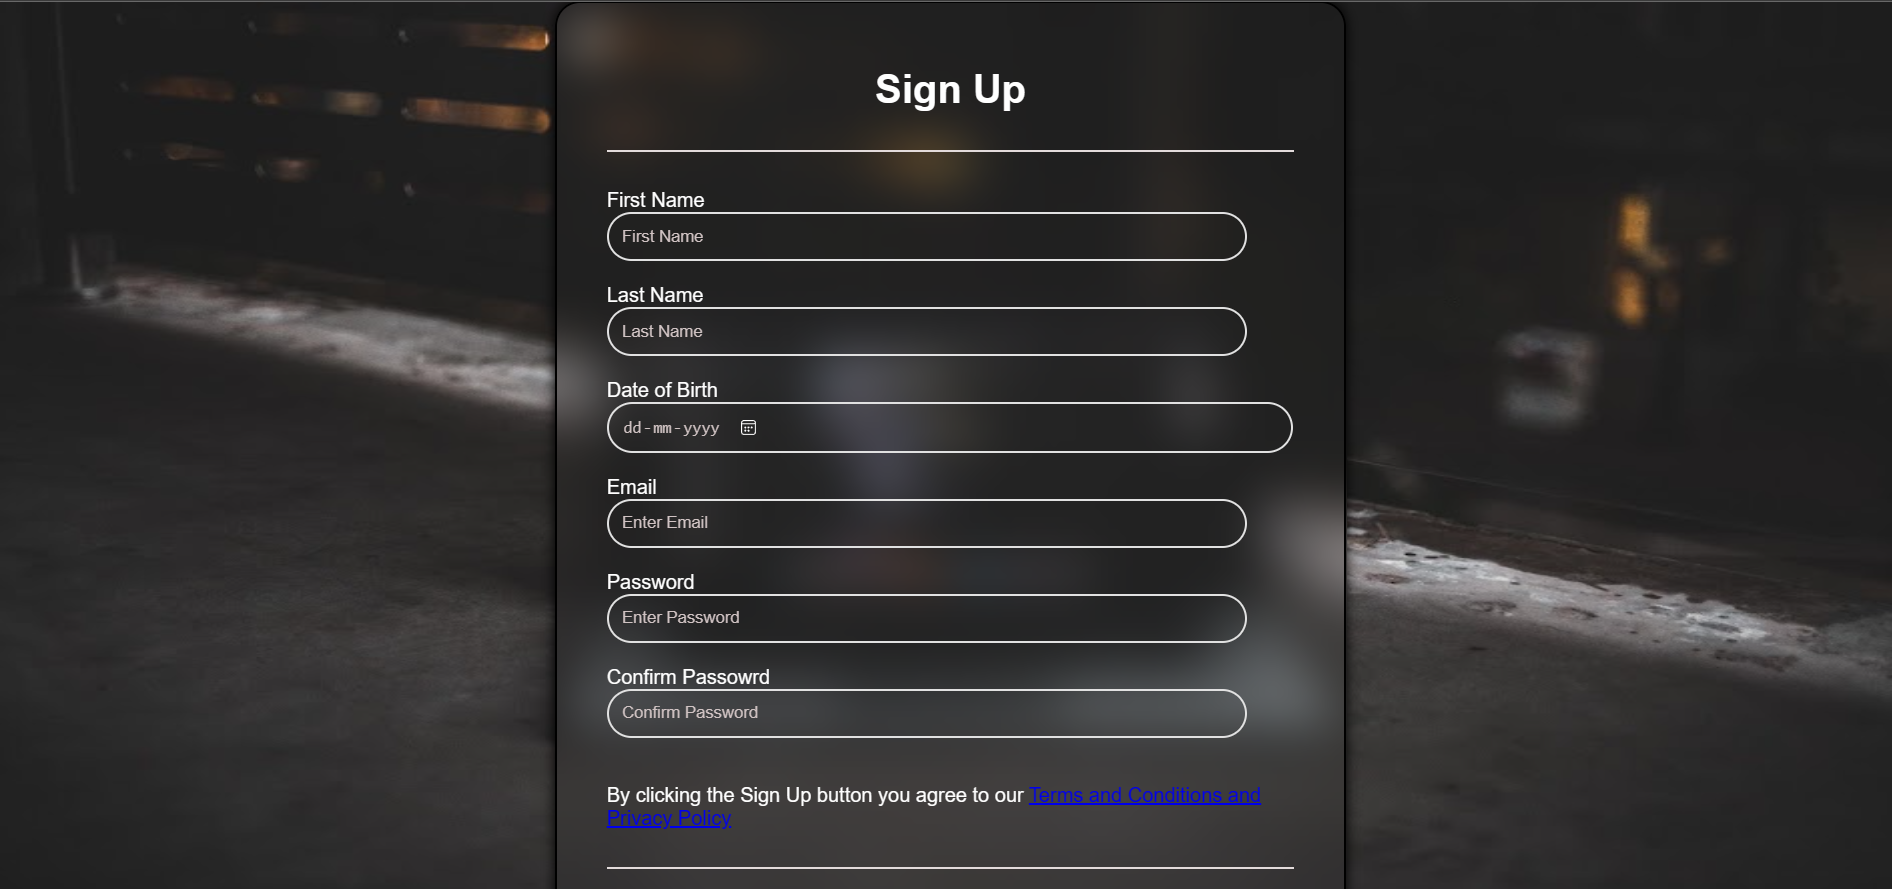 Sign Up
First Name
First Name
Last Name
Last Name
Date of Birth
dd-mm-yyyy
Email
Enter Email
Password
Enter Password
Confirm Passowrd
Confirm Password
By clicking the Sign Up button you agree to our Terms and Conditions and
Privacy Policy